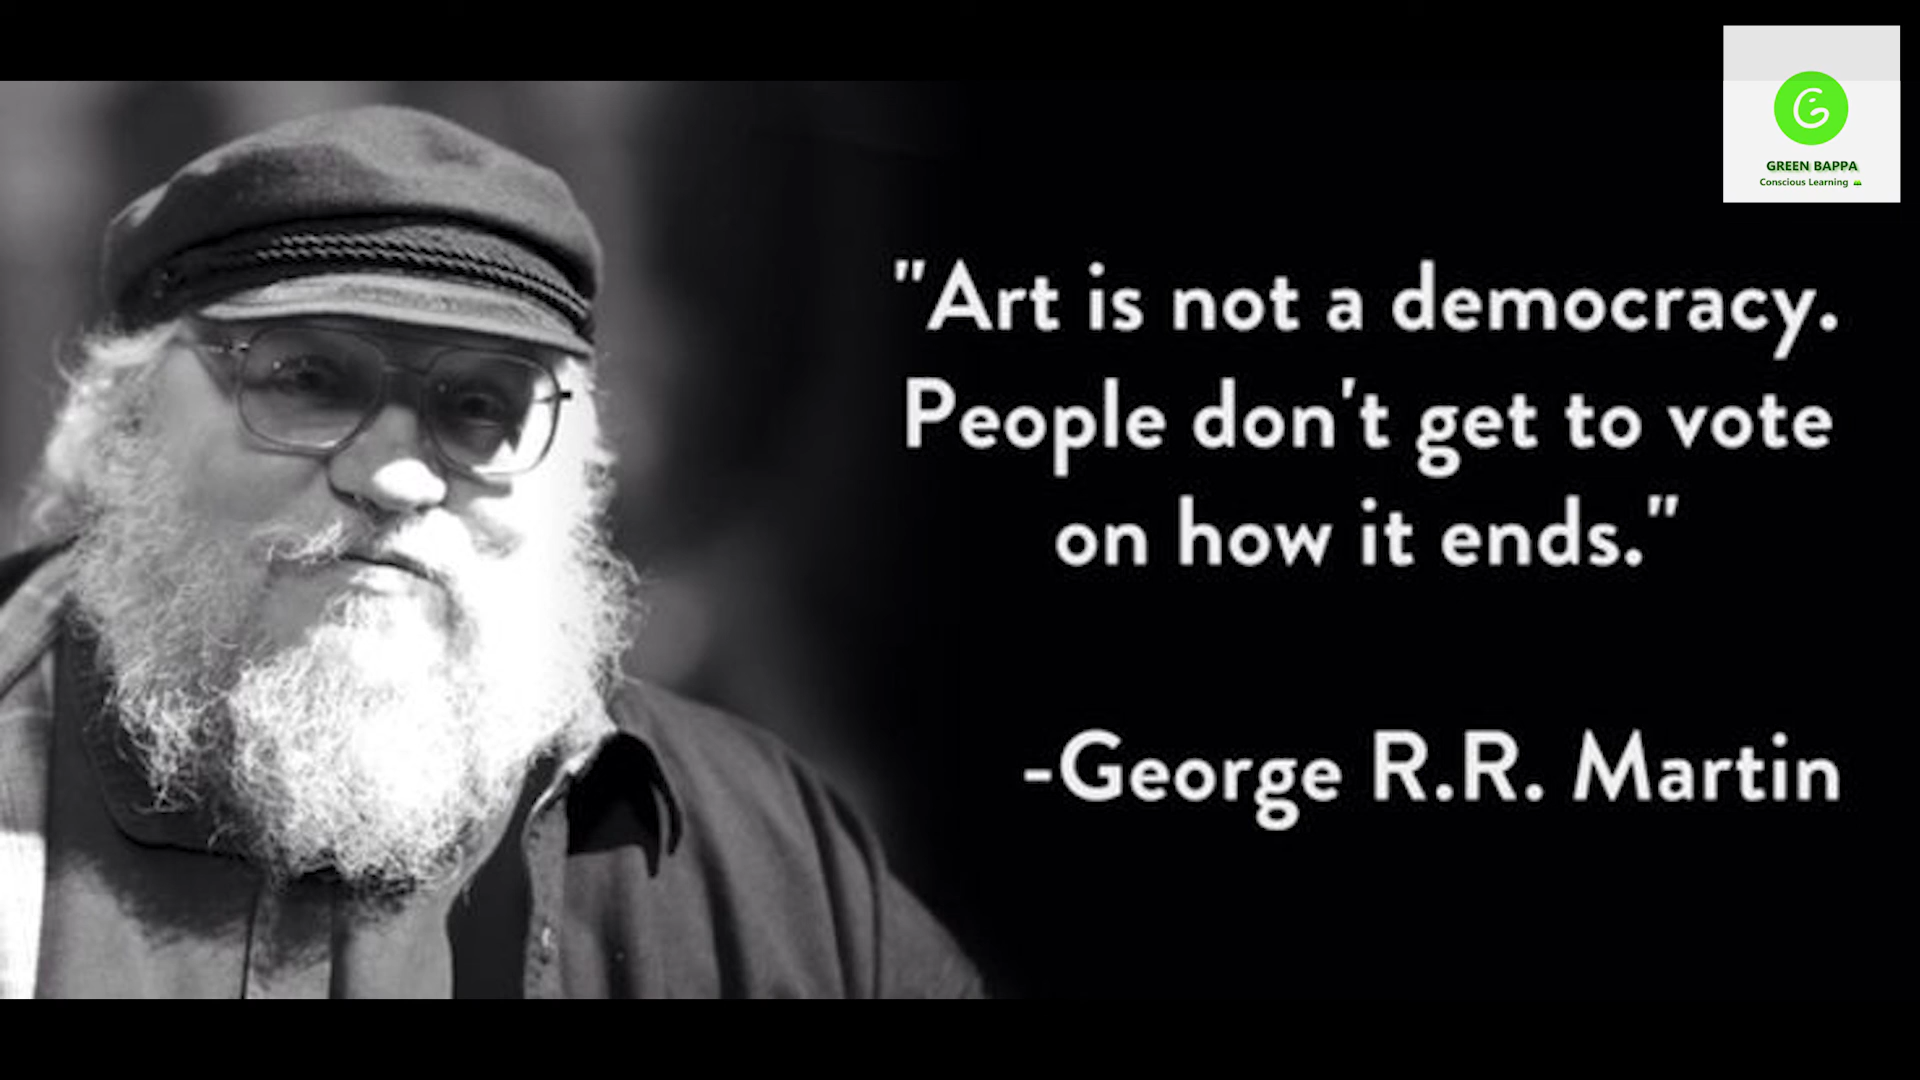 GREEN BAPPA
Conscious Learning
"Art is not a democracy.
People don't get to vote
on how it ends."
-George R.R. Martin